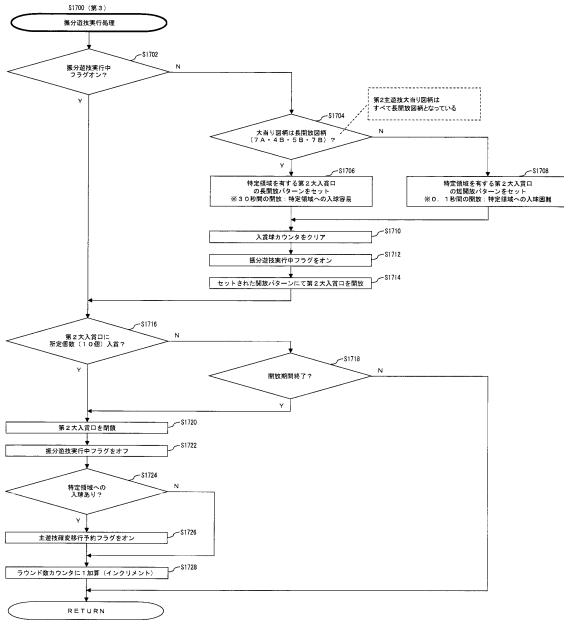 S1700（第３）
振分遊技実行処理
S1702
振分遊技実行中
フラグオン？
N
Y
第２主遊技大当り図柄は
すべて長開放図柄となっている
S1704
大当り図柄は長開放図柄
（７Ａ・４Ｂ・５Ｂ・７Ｂ）？
N
Y
S1706
特定領域を有する第２大入賞口
の長開放パターンをセット
※３０秒間の開放：特定領域への入球容易
S1708
特定領域を有する第２大入賞口
の短開放パターンをセット
※０．１秒間の開放：特定領域への入球困難
S1710
入賞球カウンタをクリア
S1712
振分遊技実行中フラグをオン
S1714
セットされた開放パターンにて第２大入賞口を開放
S1716
第２大入賞口に
所定個数（１０個）入賞？
N
Y
S1718
開放期間終了？
N
Y
S1720
第２大入賞口を閉鎖
S1722
振分遊技実行中フラグをオフ
S1724
特定領域への
入球あり？
N
Y
S1726
主遊技確変移行予約フラグをオン
S1728
ラウンド数カウンタに１加算（インクリメント）
ＲＥＴＵＲＮ